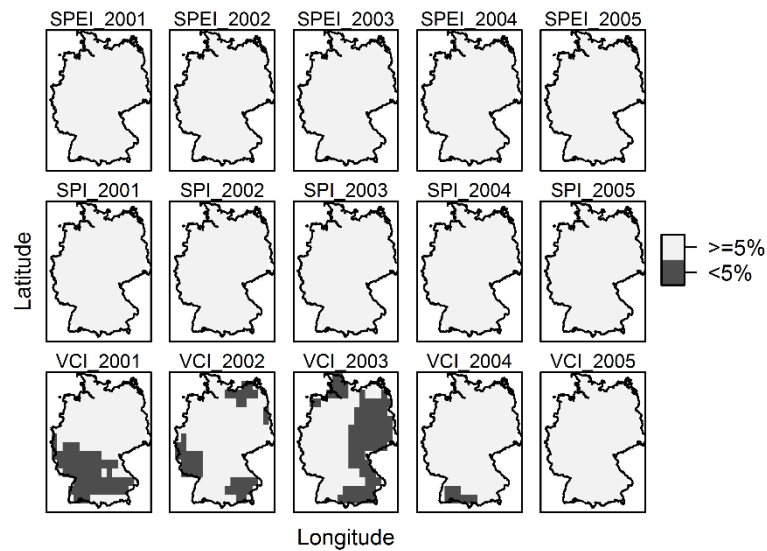 SPEI_2001 SPEI_2002 SPEI_2003 SPEI_2004 SPEI_2005
SPI_2001 SPI_2002 SPI_2003 SPI_2004 SPI_2005
Latitude
>=5%
<5%
VCI_2001 VCI_2002 VCI_2003 VCI_2004 VCI_2005
Longitude